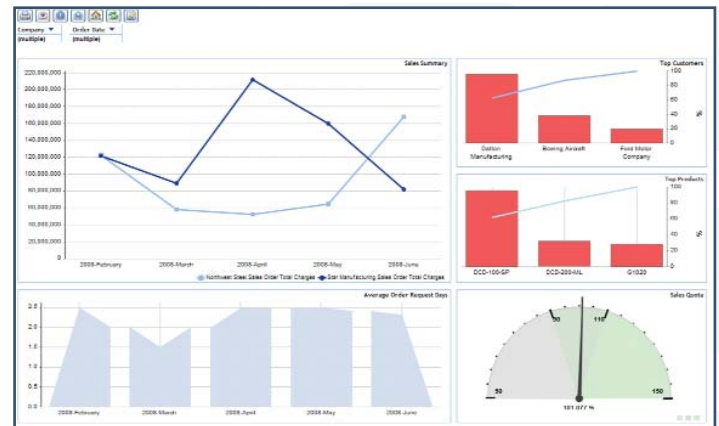 Company ▼ Order Date ▼
(multiple) (multiple)
Sales Summary
220,000,000
200,000,000
180,000,000
160,000,000
140,000,000
120,000,000
100,000,000
80,000,000
60,000,000
20,000,000
0
2008-February 2008-March 2008-April 2008-May 2008-June
Northwest Steel Sales Order Total Charges Star Manufacturing Sales Order Total Charges
Top Customers
100
80
60
40
20
0
%
Dalton Boeing Aircraft Ford Motor
Manufacturing Company
Top Products
100
80
60
40
20
0
%
DCD-100-SP DCD-200-ML G1020
Average Order Request Days
2.5
2.0
1.0
0.5
0.0
2008-February 2008-March 2008-April 2008-May 2008-June
Sales Quota
90 110
50 150
101.077 %